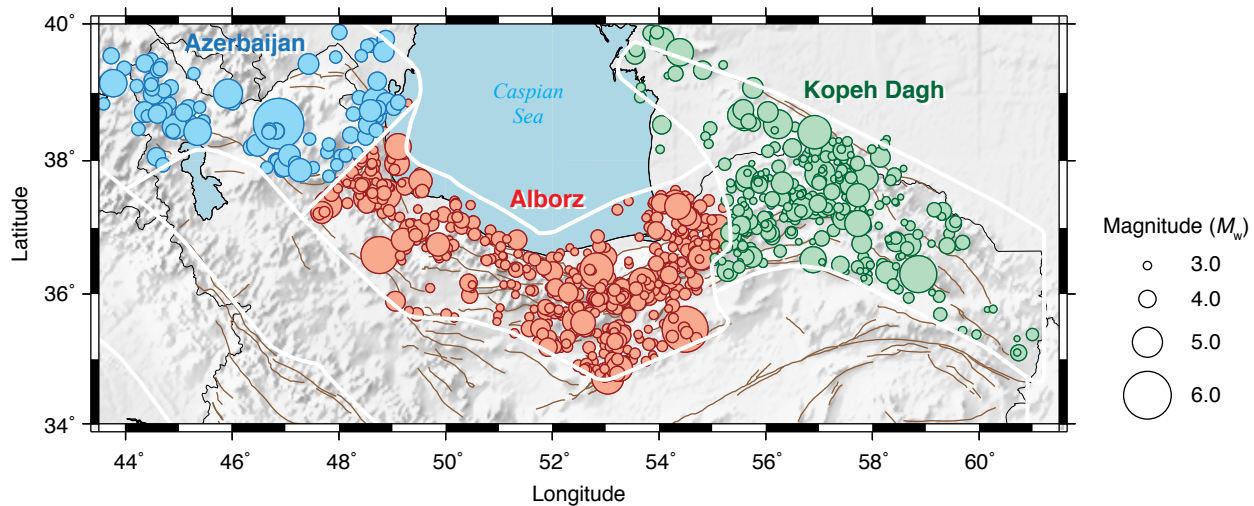 40˚
38˚
36˚
34˚
Latitude
44˚
46˚
48˚
50˚
52˚
54˚
56˚
58˚
60˚
Longitude
Azerbaijan
Caspian
Sea
Kopeh Dagh
Alborz
Magnitude (Mw)
3.0
4.0
5.0
6.0